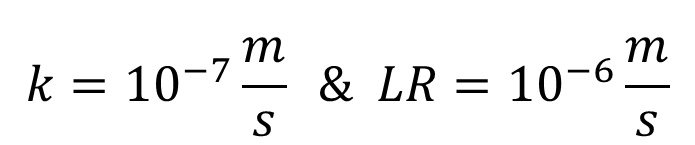 k = 10⁻⁷ m/s & LR = 10⁻⁶ m/s